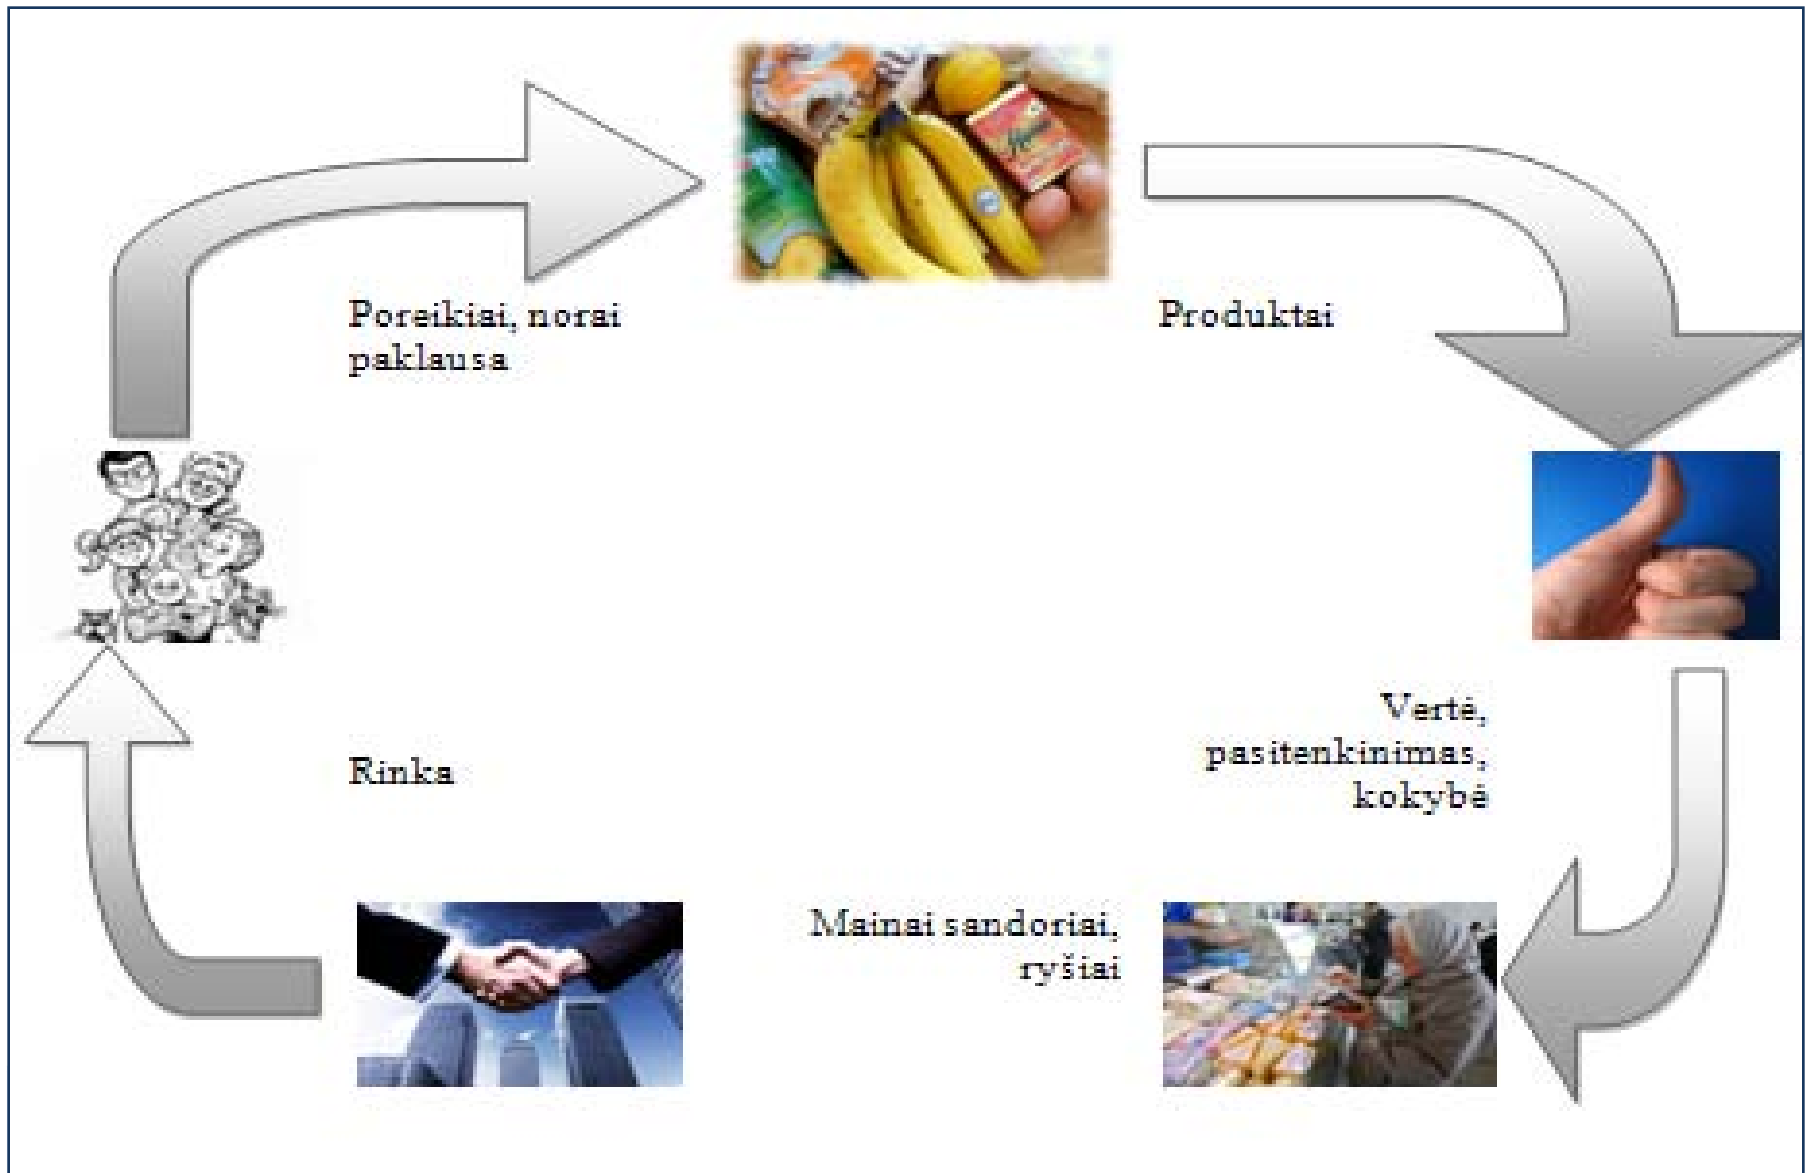 Poreikiai, norai
paklausa
Produktai
Vertė,
pasitenkinimas,
kokybė
Mainai sandoriai,
ryšiai
Rinka